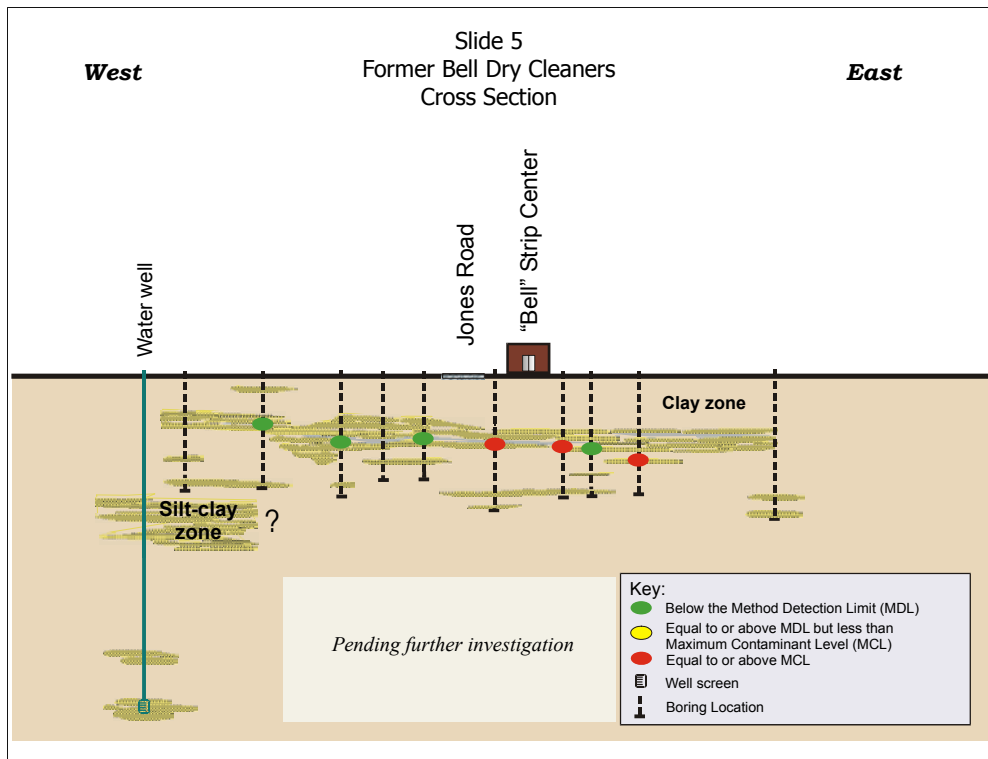 Slide 5
Former Bell Dry Cleaners
Cross Section
West
East
Water well
Jones Road
“Bell” Strip Center
Clay zone
Silt-clay
zone
?
Pending further investigation
Key:
Below the Method Detection Limit (MDL)
Equal to or above MDL but less than
Maximum Contaminant Level (MCL)
Equal to or above MCL
Well screen
Boring Location